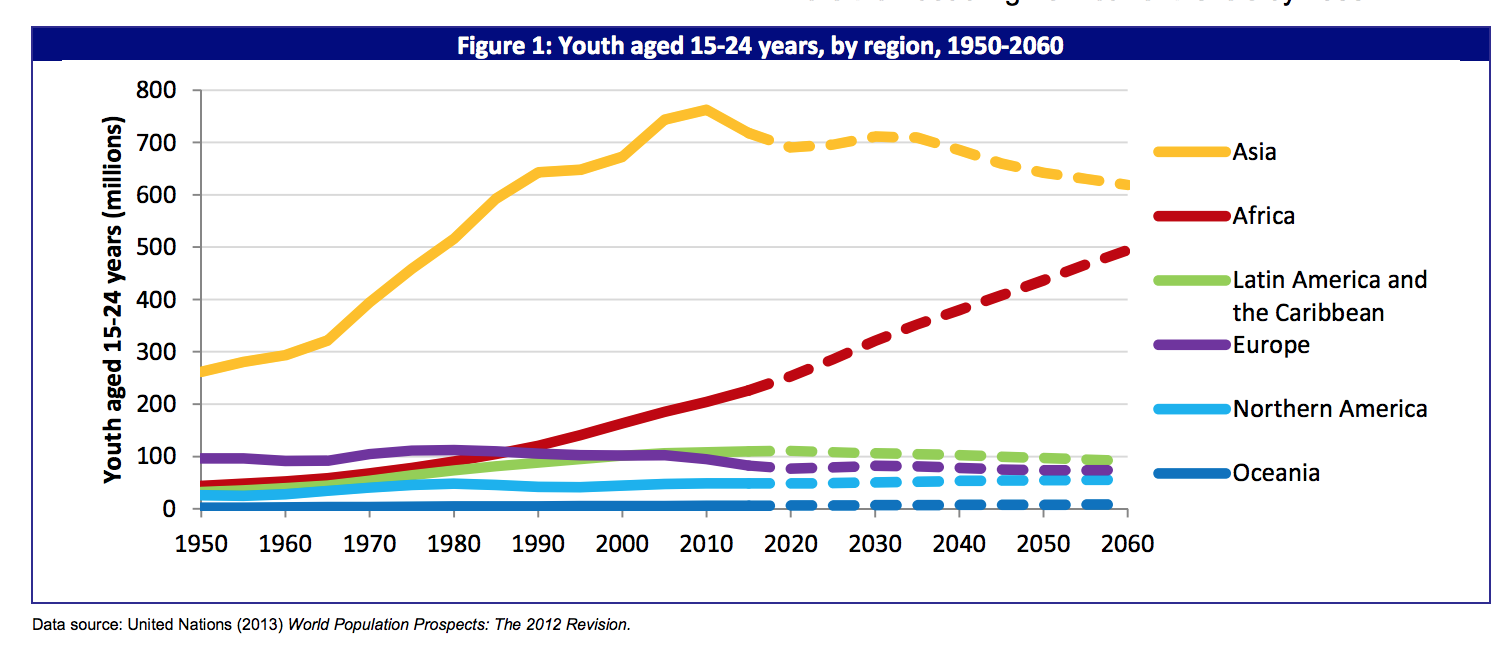 Figure 1: Youth aged 15-24 years, by region, 1950-2060
Youth aged 15-24 years (millions)
800
700
600
500
400
300
200
100
0
1950 1960 1970 1980 1990 2000 2010 2020 2030 2040 2050 2060
Asia
Africa
Latin America and
the Caribbean
Europe
Northern America
Oceania
Data source: United Nations (2013) World Population Prospects: The 2012 Revision.